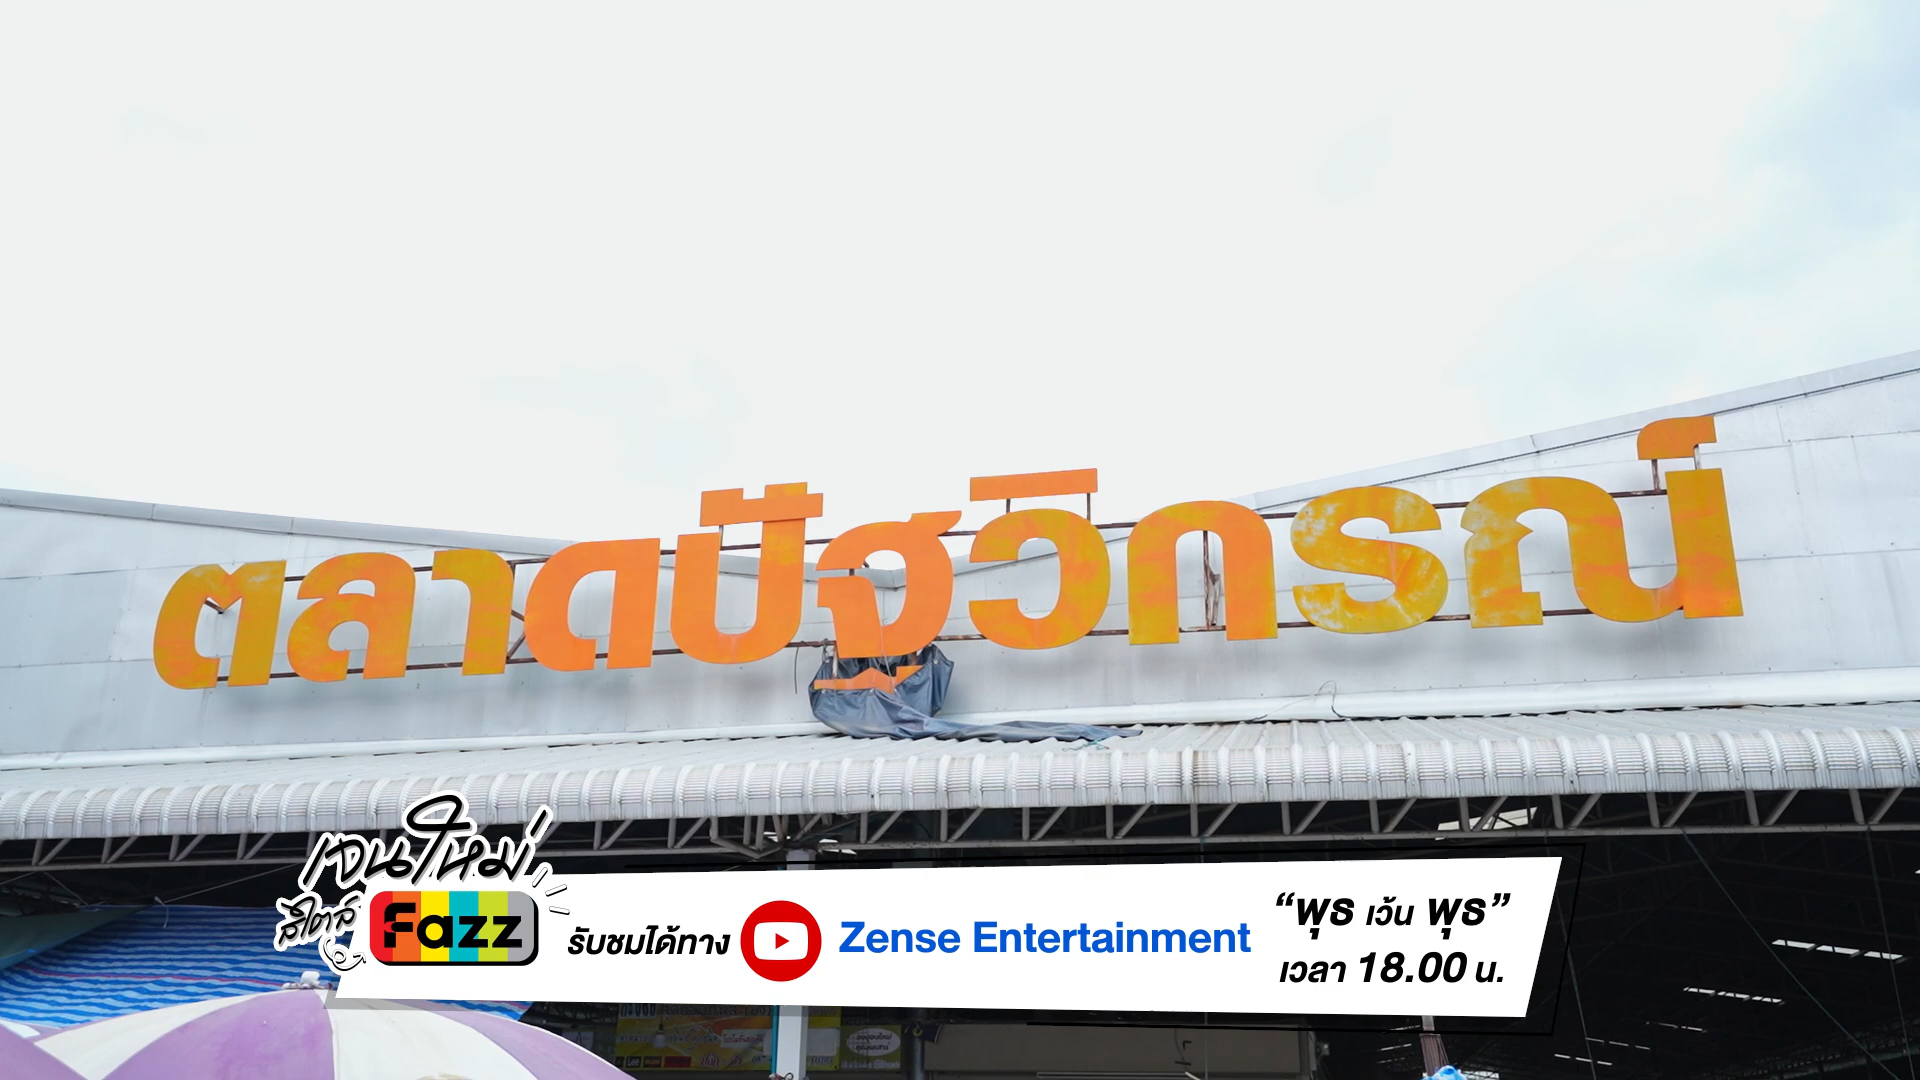 ตลาดปัฐวิกรณ์
เจนใหม่
สไตล์ Fazz
รับชมได้ทาง Zense Entertainment
“พุธ เว้น พุธ”
เวลา 18.00 น.